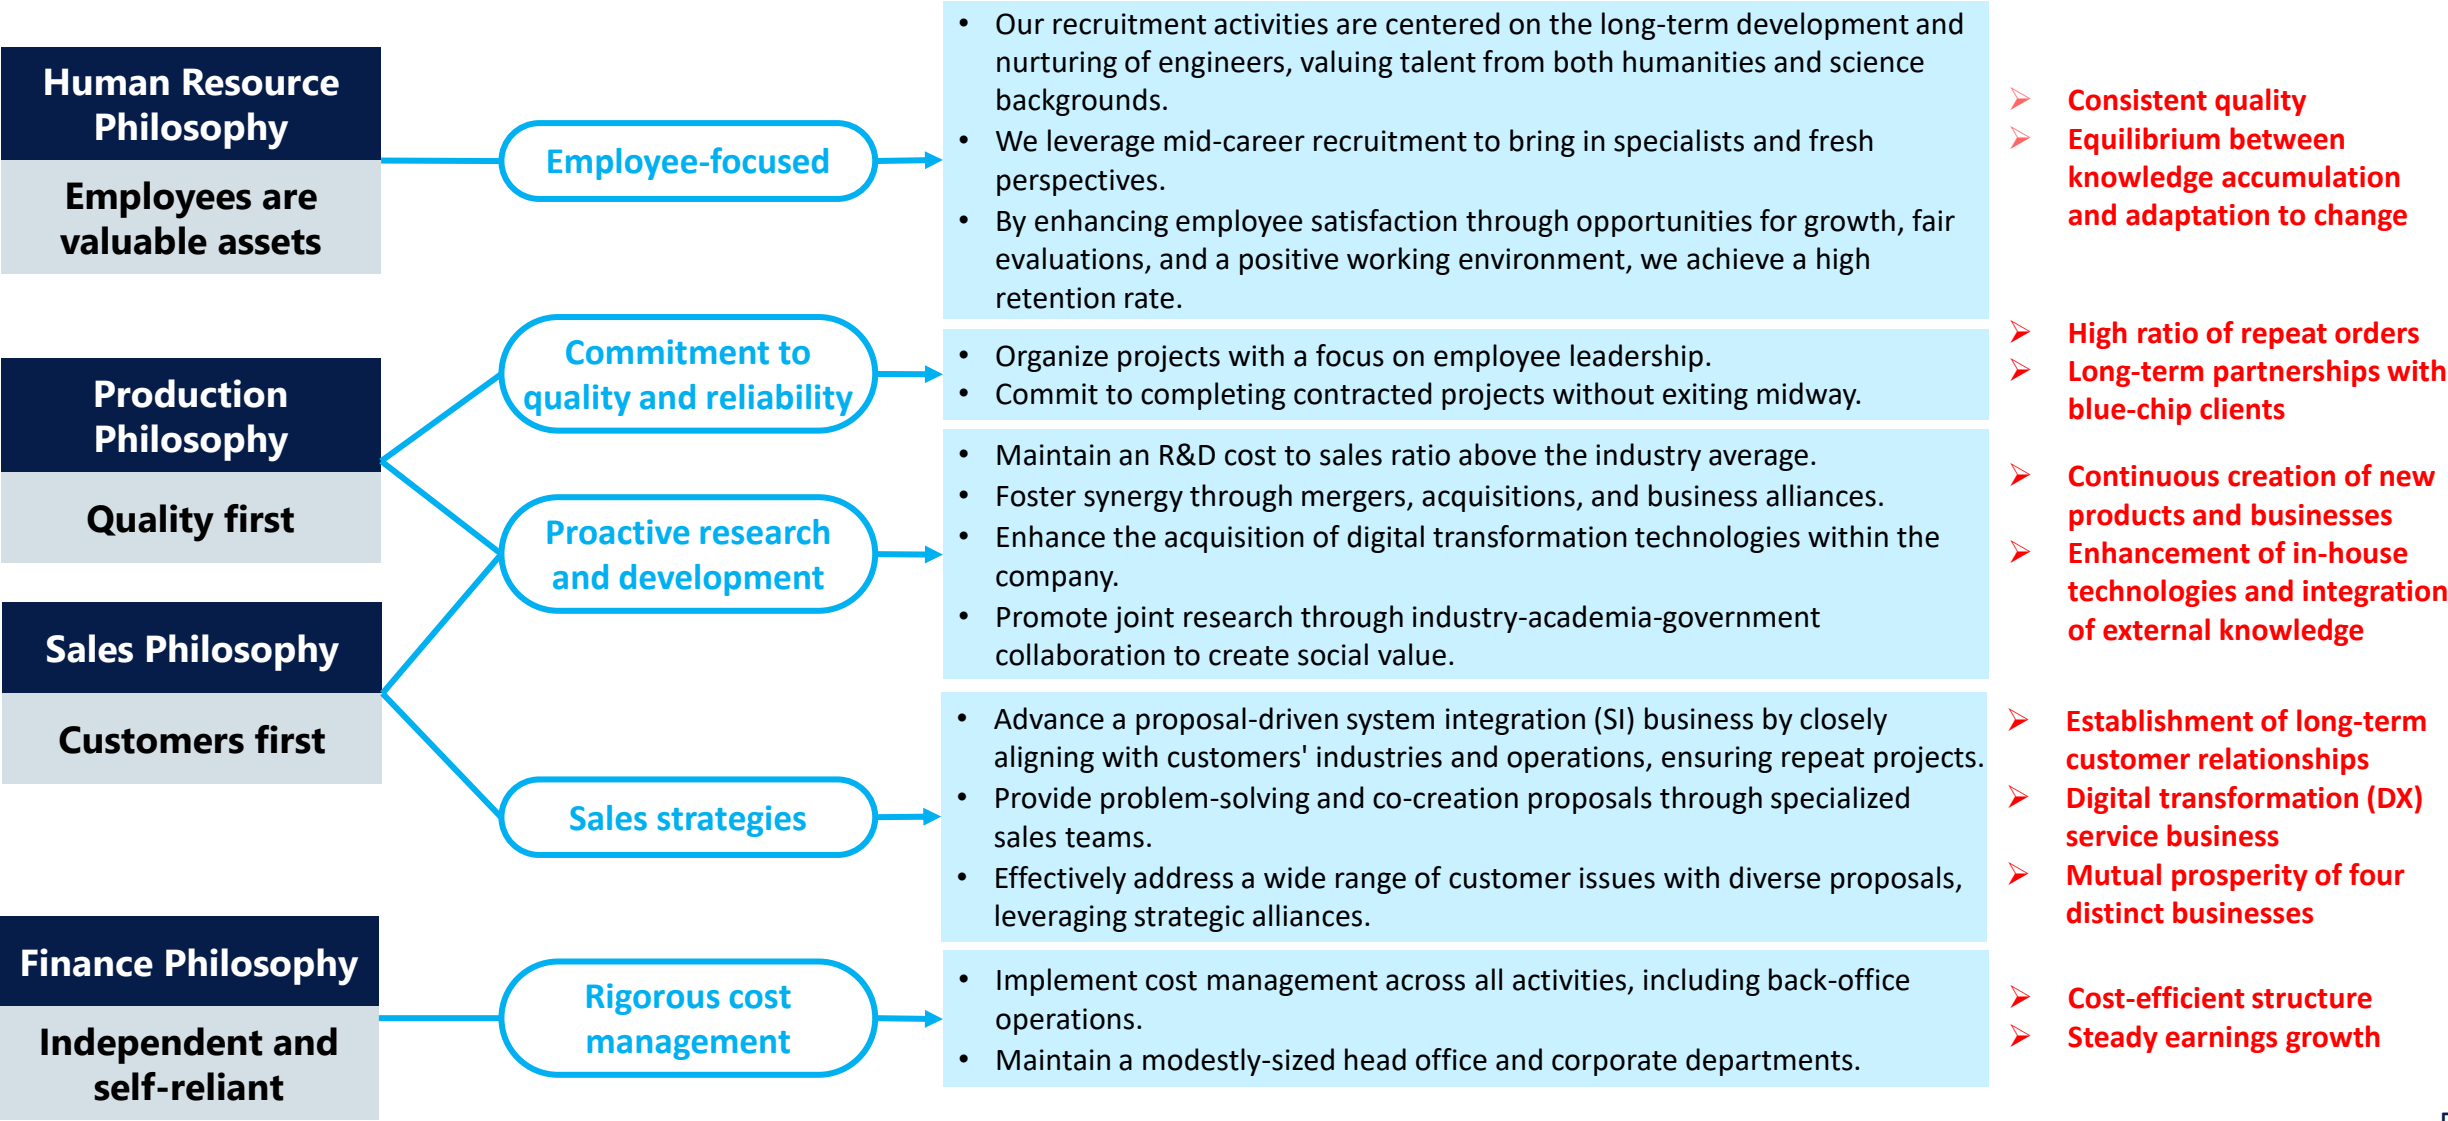 Human Resource
Philosophy
Employees are
valuable assets
Employee-focused
• Our recruitment activities are centered on the long-term development and
nurturing of engineers, valuing talent from both humanities and science
backgrounds.
• We leverage mid-career recruitment to bring in specialists and fresh
perspectives.
• By enhancing employee satisfaction through opportunities for growth, fair
evaluations, and a positive working environment, we achieve a high
retention rate.
➢ Consistent quality
➢ Equilibrium between
knowledge accumulation
and adaptation to change
Production
Philosophy
Quality first
Commitment to
quality and reliability
• Organize projects with a focus on employee leadership.
• Commit to completing contracted projects without exiting midway.
➢ High ratio of repeat orders
➢ Long-term partnerships with
blue-chip clients
Proactive research
and development
• Maintain an R&D cost to sales ratio above the industry average.
• Foster synergy through mergers, acquisitions, and business alliances.
• Enhance the acquisition of digital transformation technologies within the
company.
• Promote joint research through industry-academia-government
collaboration to create social value.
➢ Continuous creation of new
products and businesses
➢ Enhancement of in-house
technologies and integration
of external knowledge
Sales Philosophy
Customers first
Sales strategies
• Advance a proposal-driven system integration (SI) business by closely
aligning with customers' industries and operations, ensuring repeat projects.
• Provide problem-solving and co-creation proposals through specialized
sales teams.
• Effectively address a wide range of customer issues with diverse proposals,
leveraging strategic alliances.
➢ Establishment of long-term
customer relationships
➢ Digital transformation (DX)
service business
➢ Mutual prosperity of four
distinct businesses
Finance Philosophy
Independent and
self-reliant
Rigorous cost
management
• Implement cost management across all activities, including back-office
operations.
• Maintain a modestly-sized head office and corporate departments.
➢ Cost-efficient structure
➢ Steady earnings growth